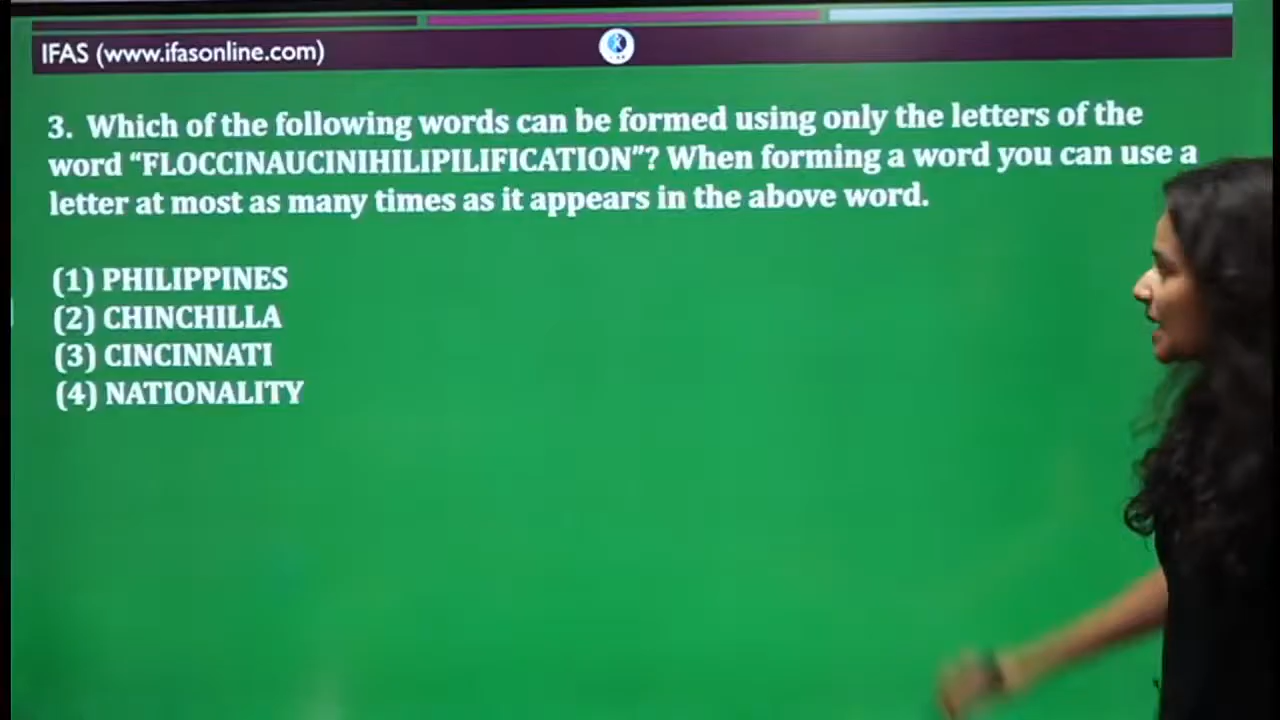 IFAS (www.ifasonline.com)
3. Which of the following words can be formed using only the letters of the
word “FLOCCINAUCINIHILIPILIFICATION”? When forming a word you can use a
letter at most as many times as it appears in the above word.
(1) PHILIPPINES
(2) CHINCHILLA
(3) CINCINNATI
(4) NATIONALITY